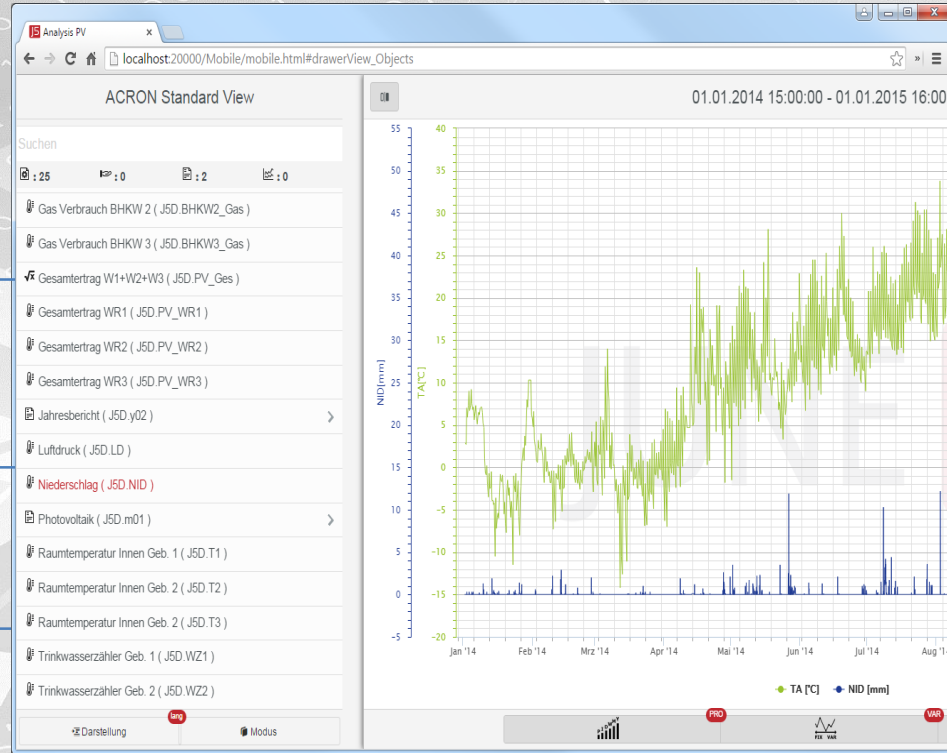 Analysis PV
localhost:20000/Mobile/mobile.html#drawerView_Objects
ACRON Standard View
01.01.2014 15:00:00 - 01.01.2015 16:00
Suchen
: 25
: 0
: 2
: 0
Gas Verbrauch BHKW 2 ( J5D.BHKW2_Gas )
Gas Verbrauch BHKW 3 ( J5D.BHKW3_Gas )
√x Gesamtertrag W1+W2+W3 ( J5D.PV_Ges )
Gesamtertrag WR1 ( J5D.PV_WR1 )
Gesamtertrag WR2 ( J5D.PV_WR2 )
Gesamtertrag WR3 ( J5D.PV_WR3 )
Jahresbericht ( J5D.y02 )
Luftdruck ( J5D.LD )
Niederschlag ( J5D.NID )
Photovoltaik ( J5D.m01 )
Raumtemperatur Innen Geb. 1 ( J5D.T1 )
Raumtemperatur Innen Geb. 2 ( J5D.T2 )
Raumtemperatur Innen Geb. 2 ( J5D.T3 )
Trinkwasserzähler Geb. 1 ( J5D.WZ1 )
Trinkwasserzähler Geb. 2 ( J5D.WZ2 )
Darstellung
lang
Modus
55
50
45
40
35
30
25
20
15
10
5
0
-5
NID[mm]
40
35
30
25
20
15
10
5
0
-5
-10
-15
-20
TA[°C]
JUNE
Jan '14
Feb '14
Mrz '14
Apr '14
Mai '14
Jun '14
Jul '14
Aug '1
TA [°C]
NID [mm]
PRO
FIX VAR
VAR